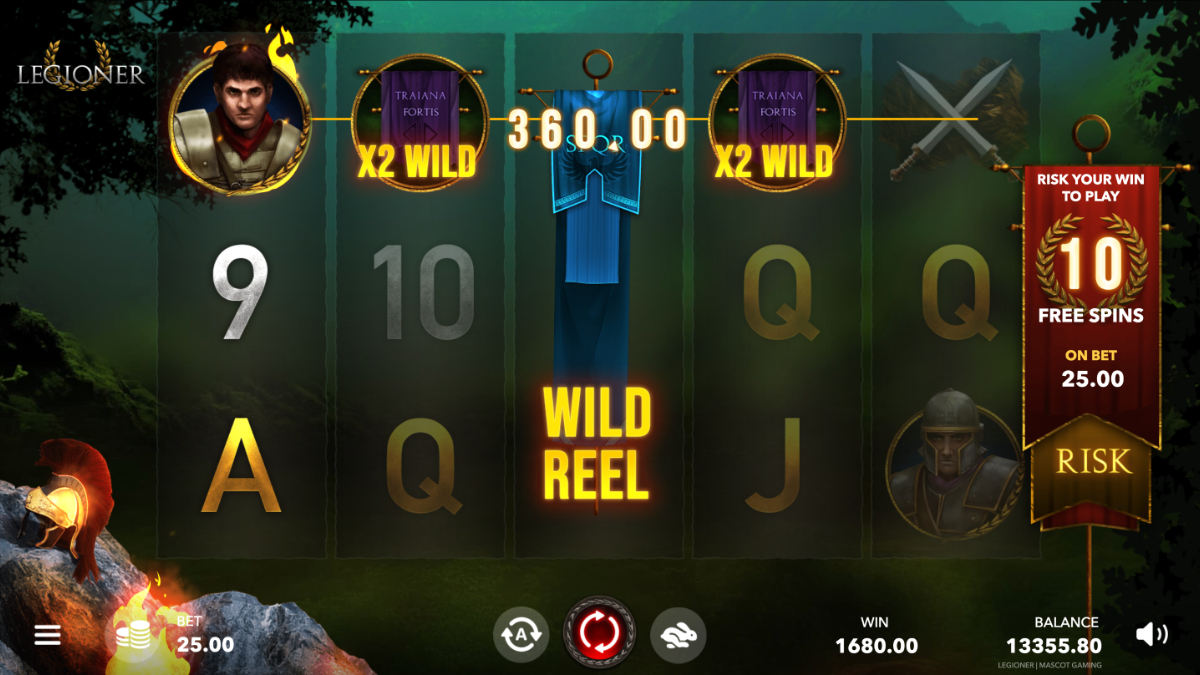 LEGIONER
TRAIANA
FORTIS
X2 WILD
360.00
SPQR
TRAIANA
FORTIS
X2 WILD
RISK YOUR WIN
TO PLAY
10
FREE SPINS
ON BET
25.00
RISK
9
10
Q
Q
WILD
REEL
A
Q
J
BET
25.00
A
WIN
1680.00
BALANCE
13355.80
LEGIONER | MASCOT GAMING